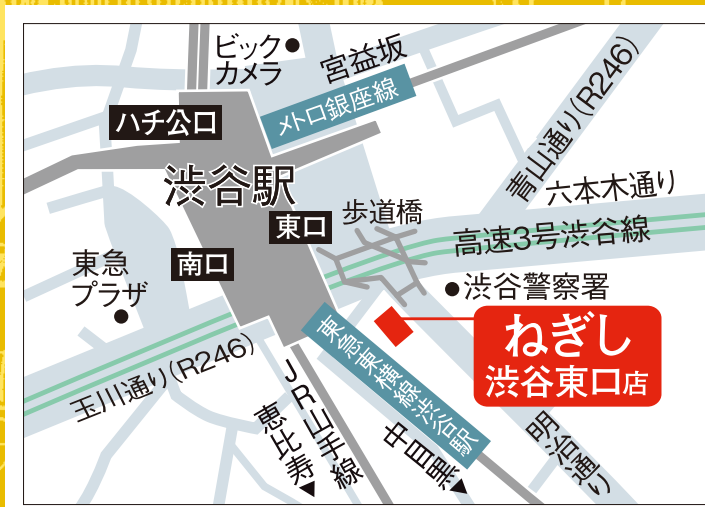 ビック
カメラ
宮益坂
メトロ銀座線
ハチ公口
渋谷駅
青山通り(R246)
六本木通り
歩道橋
東口
高速3号渋谷線
南口
東急
プラザ
渋谷警察署
ねぎし
渋谷東口店
玉川通り(R246)
東急東横線渋谷駅
JR山手線
恵比寿
中目黒
明治通り